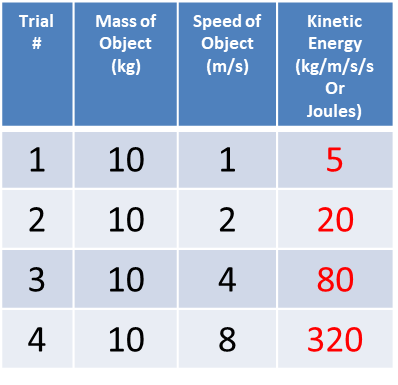 Trial Mass of Speed of Kinetic
# Object Object Energy
(kg) (m/s) (kg/m/s/s
Or
Joules)
1 10 1 5
2 10 2 20
3 10 4 80
4 10 8 320